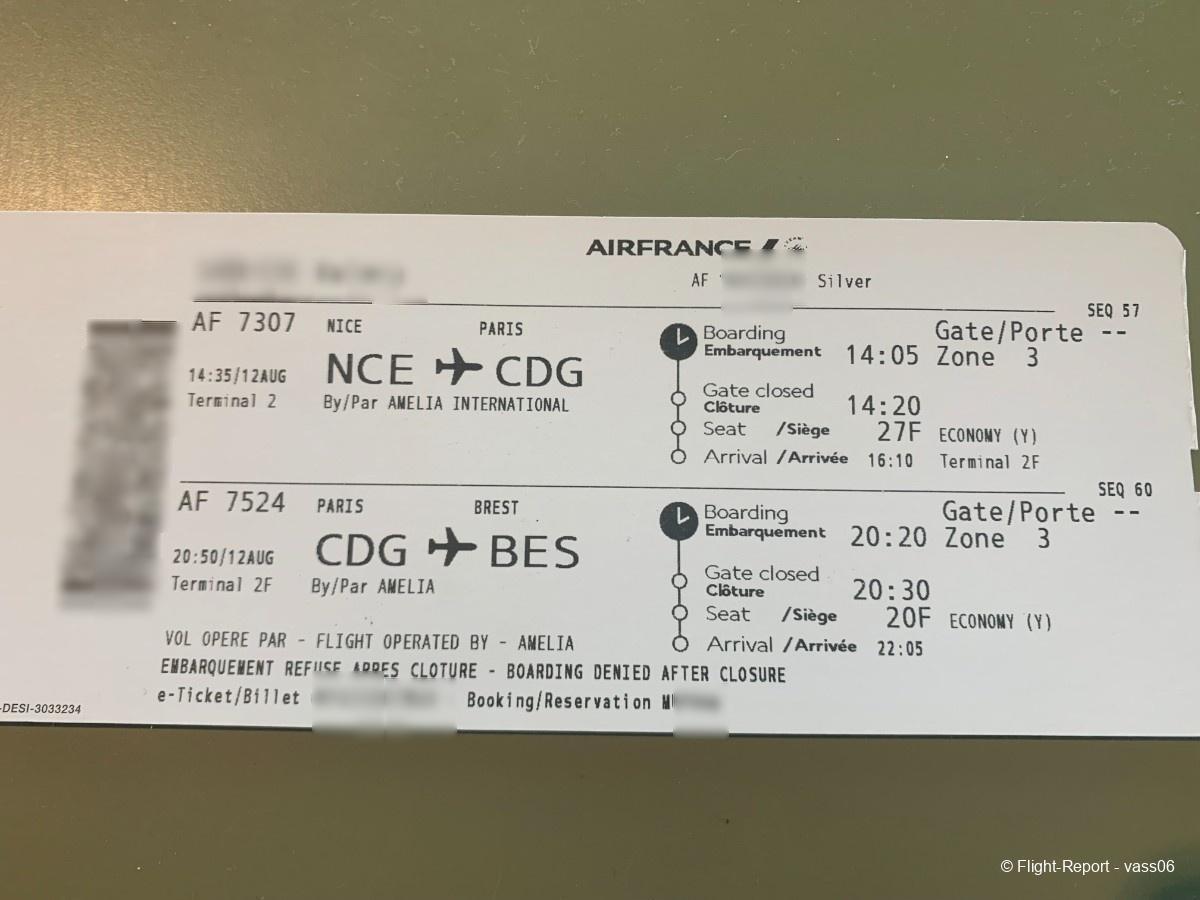 AIRFRANCE
AF Silver
SEQ 57
AF 7307 NICE PARIS
Boarding
Embarquement 14:05
Gate/Porte --
Zone 3
14:35/12AUG
NCE CDG
Terminal 2
By/Par AMELIA INTERNATIONAL
Gate closed
Clôture 14:20
Seat /Siège 27F ECONOMY (Y)
Arrival /Arrivée 16:10 Terminal 2F
SEQ 60
AF 7524 PARIS BREST
Boarding
Embarquement 20:20
Gate/Porte --
Zone 3
20:50/12AUG
CDG BES
Terminal 2F
By/Par AMELIA
Gate closed
Clôture 20:30
Seat /Siège 20F ECONOMY (Y)
Arrival /Arrivée 22:05
VOL OPERE PAR - FLIGHT OPERATED BY - AMELIA
EMBARQUEMENT REFUSE APRES CLOTURE - BOARDING DENIED AFTER CLOSURE
e-Ticket/Billet Booking/Reservation
-DESI-3033234
© Flight-Report - vass06